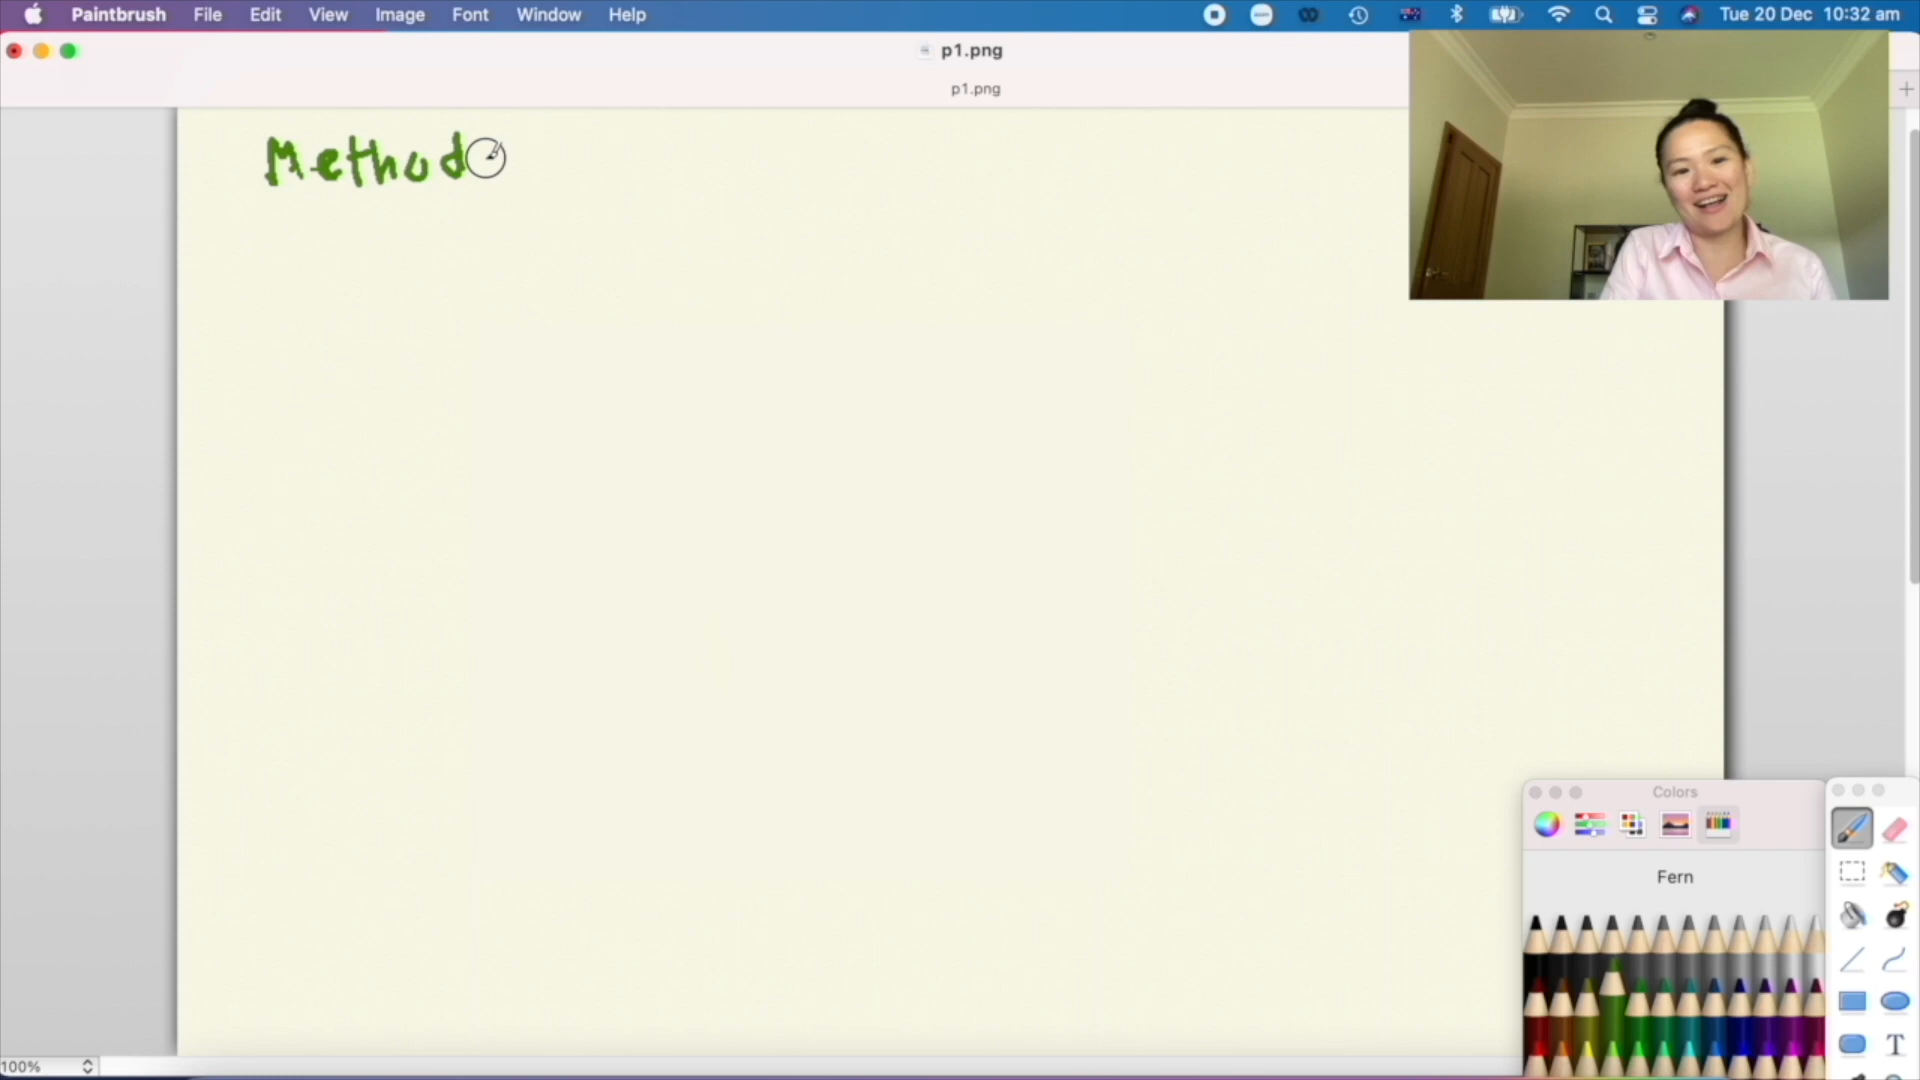 Paintbrush File Edit View Image Font Window Help Tue 20 Dec 10:32 am
p1.png
p1.png
Method
Colors
Fern
T
100%